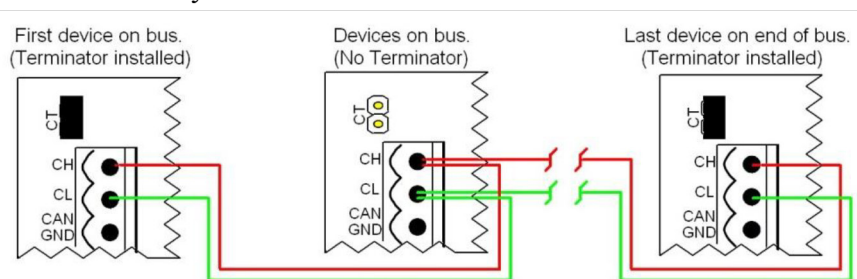 First device on bus.
(Terminator installed)
CT
CH
CL
CAN
GND
Devices on bus.
(No Terminator)
CT
CH
CL
CAN
GND
Last device on end of bus.
(Terminator installed)
CT
CH
CL
CAN
GND